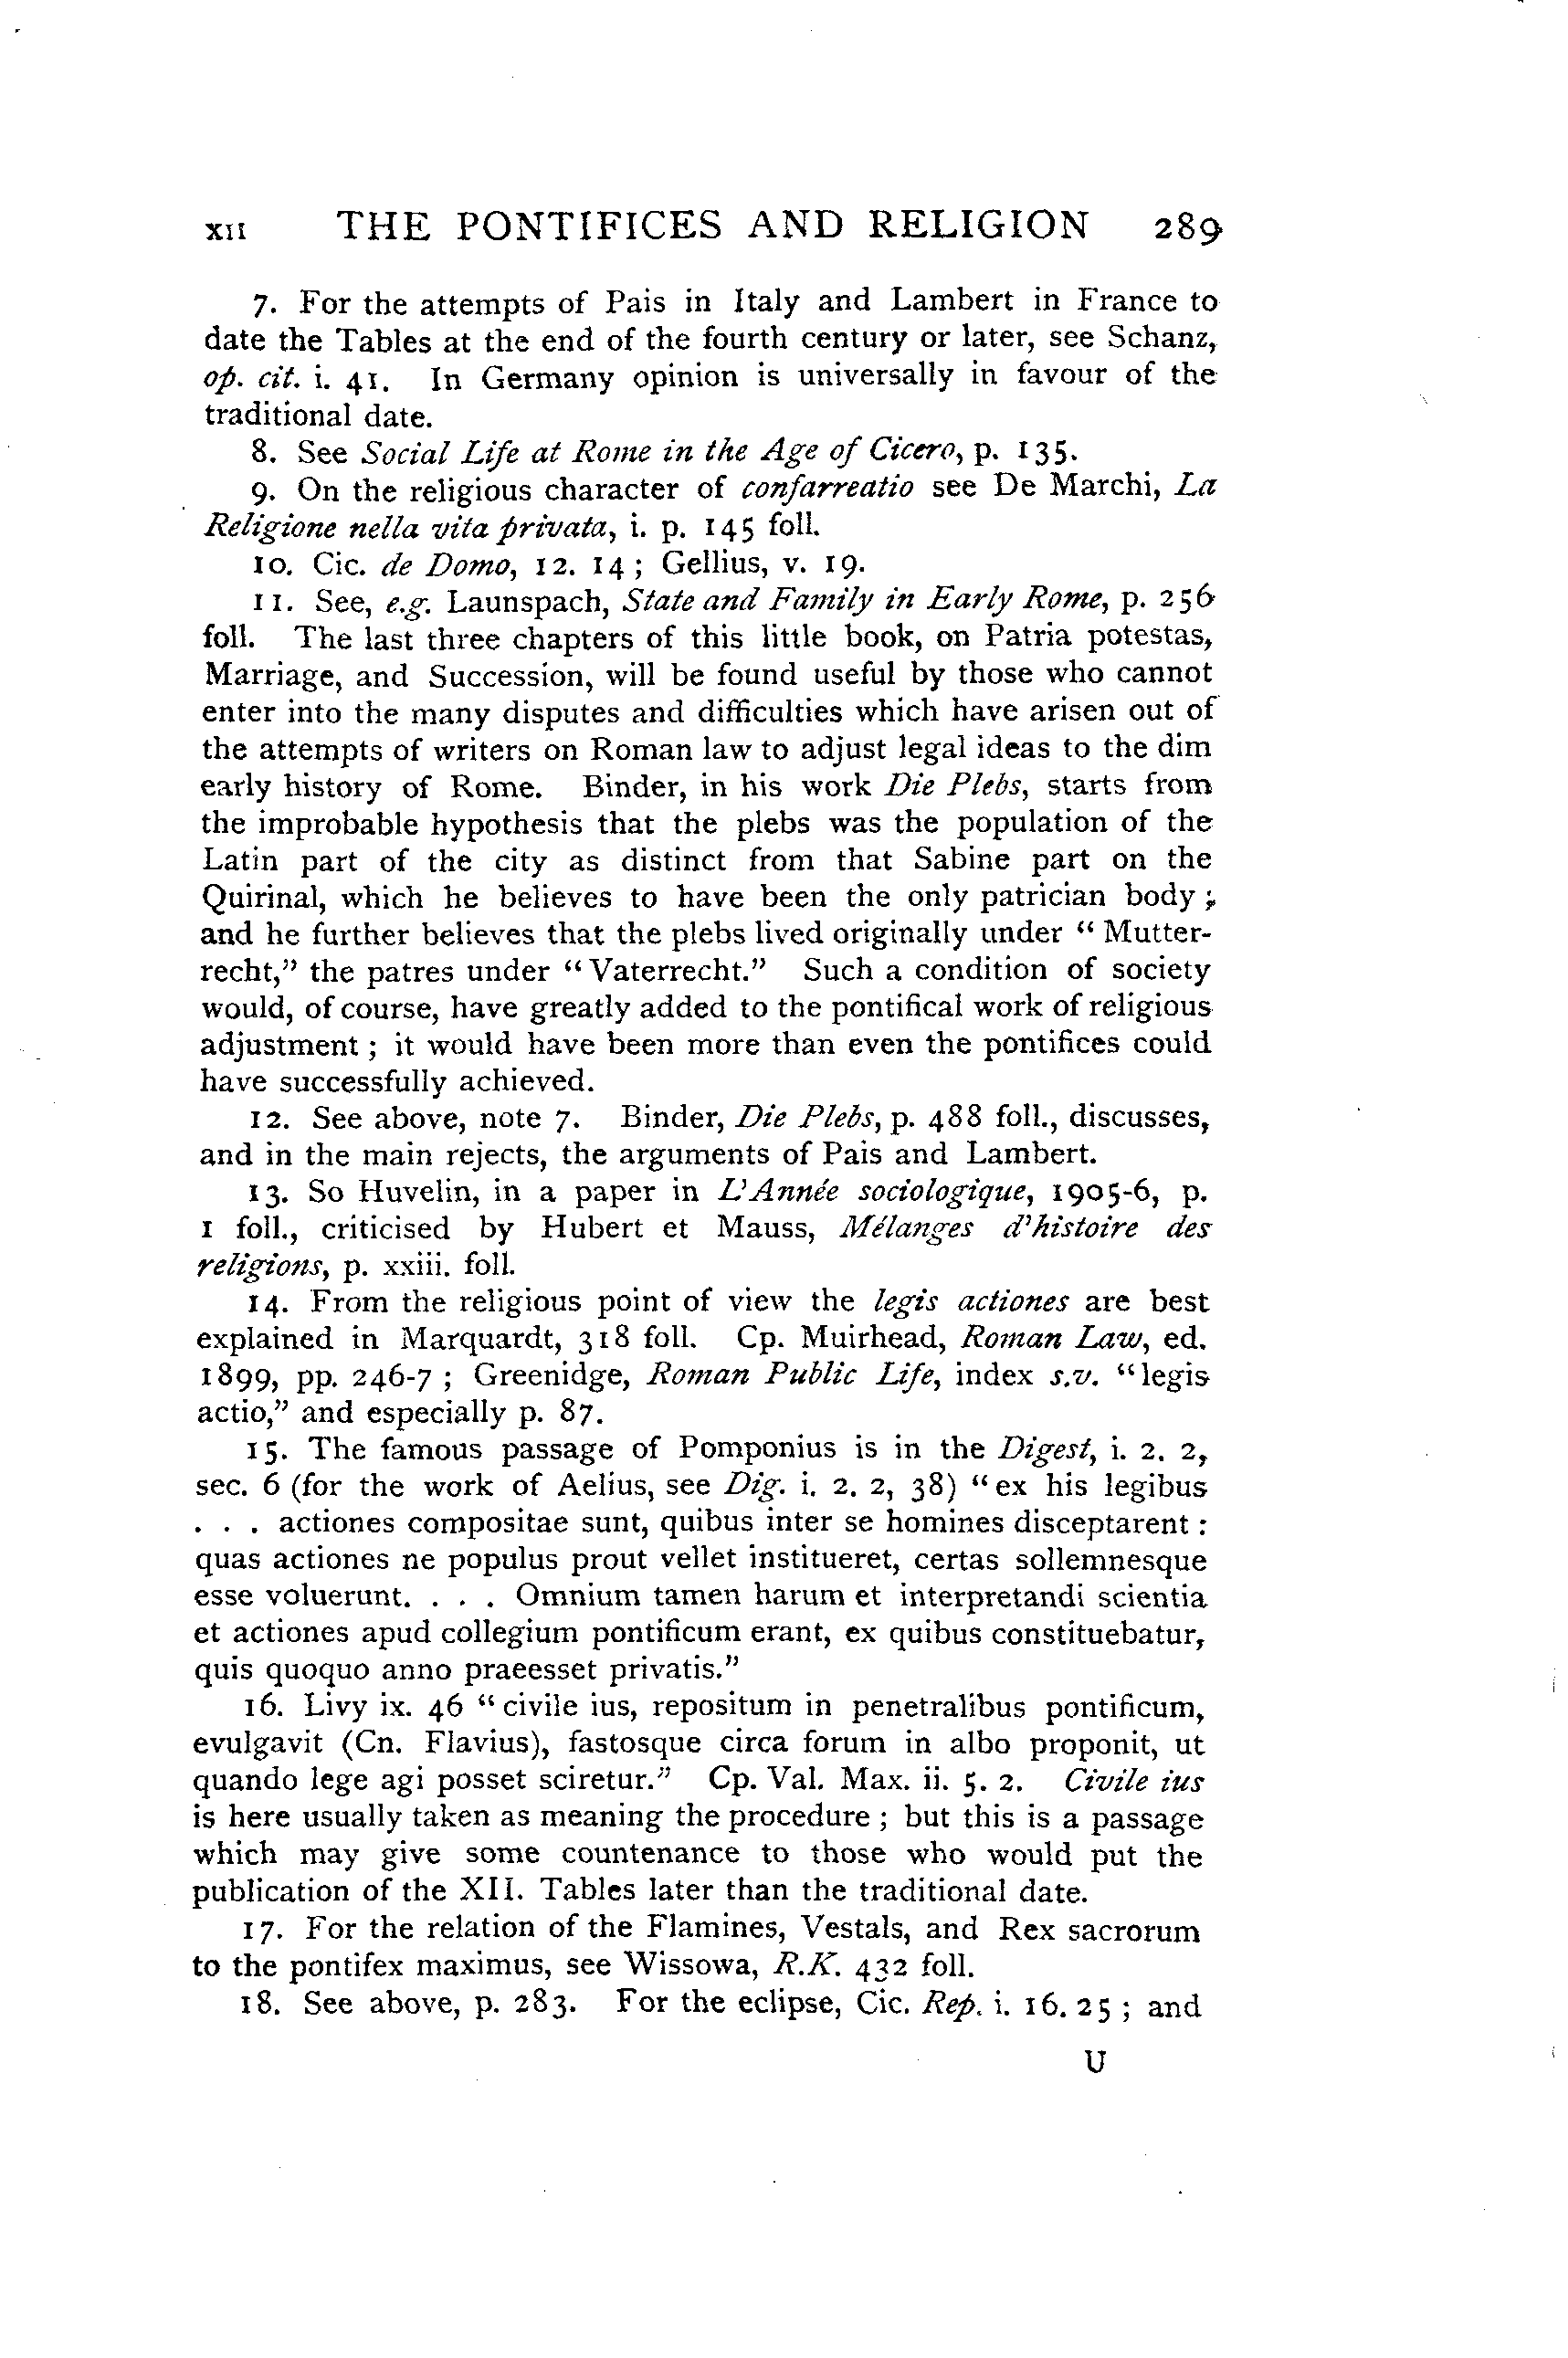 XII THE PONTIFICES AND RELIGION 289
7. For the attempts of Pais in Italy and Lambert in France to
date the Tables at the end of the fourth century or later, see Schanz,
op. cit. i. 41. In Germany opinion is universally in favour of the
traditional date.
8. See Social Life at Rome in the Age of Cicero, p. 135.
9. On the religious character of confarreatio see De Marchi, La
Religione nella vita privata, i. p. 145 foll.
10. Cic. de Domo, 12. 14 ; Gellius, v. 19.
11. See, e.g. Launspach, State and Family in Early Rome, p. 256
foll. The last three chapters of this little book, on Patria potestas,
Marriage, and Succession, will be found useful by those who cannot
enter into the many disputes and difficulties which have arisen out of
the attempts of writers on Roman law to adjust legal ideas to the dim
early history of Rome. Binder, in his work Die Plebs, starts from
the improbable hypothesis that the plebs was the population of the
Latin part of the city as distinct from that Sabine part on the
Quirinal, which he believes to have been the only patrician body ;
and he further believes that the plebs lived originally under “ Mutter-
recht,” the patres under “ Vaterrecht.” Such a condition of society
would, of course, have greatly added to the pontifical work of religious
adjustment ; it would have been more than even the pontifices could
have successfully achieved.
12. See above, note 7. Binder, Die Plebs, p. 488 foll., discusses,
and in the main rejects, the arguments of Pais and Lambert.
13. So Huvelin, in a paper in L'Année sociologique, 1905-6, p.
1 foll., criticised by Hubert et Mauss, Mélanges d'histoire des
religions, p. xxiii. foll.
14. From the religious point of view the legis actiones are best
explained in Marquardt, 318 foll. Cp. Muirhead, Roman Law, ed.
1899, pp. 246-7 ; Greenidge, Roman Public Life, index s.v. “legis
actio,” and especially p. 87.
15. The famous passage of Pomponius is in the Digest, i. 2. 2,
sec. 6 (for the work of Aelius, see Dig. i. 2. 2, 38) “ ex his legibus
. . . actiones compositae sunt, quibus inter se homines disceptarent :
quas actiones ne populus prout vellet institueret, certas sollemnesque
esse voluerunt. . . . Omnium tamen harum et interpretandi scientia
et actiones apud collegium pontificum erant, ex quibus constituebatur,
quis quoquo anno praeesset privatis.”
16. Livy ix. 46 “ civile ius, repositum in penetralibus pontificum,
evulgavit (Cn. Flavius), fastosque circa forum in albo proponit, ut
quando lege agi posset sciretur.” Cp. Val. Max. ii. 5. 2. Civile ius
is here usually taken as meaning the procedure ; but this is a passage
which may give some countenance to those who would put the
publication of the XII. Tables later than the traditional date.
17. For the relation of the Flamines, Vestals, and Rex sacrorum
to the pontifex maximus, see Wissowa, R.K. 432 foll.
18. See above, p. 283. For the eclipse, Cic. Rep. i. 16. 25 ; and
U